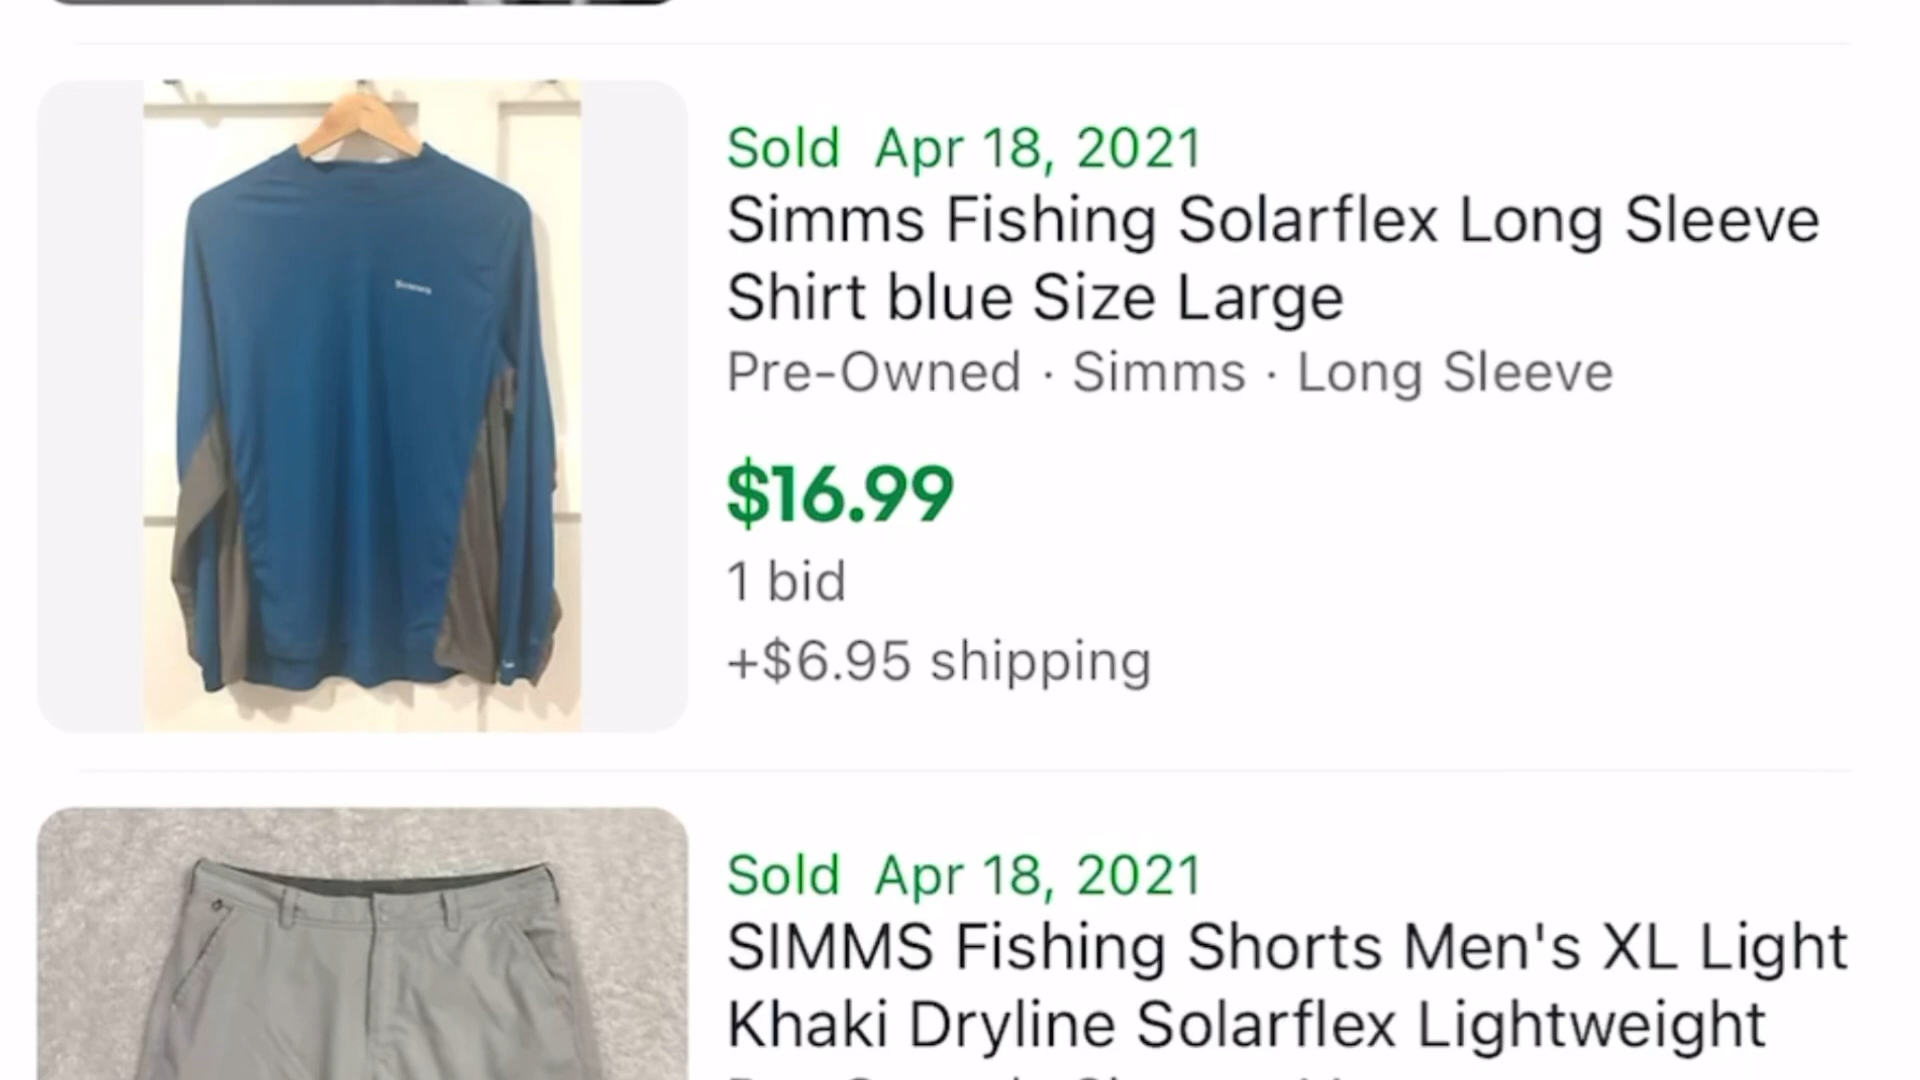 Sold Apr 18, 2021
Simms Fishing Solarflex Long Sleeve
Shirt blue Size Large
Pre-Owned · Simms · Long Sleeve
$16.99
1 bid
+$6.95 shipping
Sold Apr 18, 2021
SIMMS Fishing Shorts Men's XL Light
Khaki Dryline Solarflex Lightweight